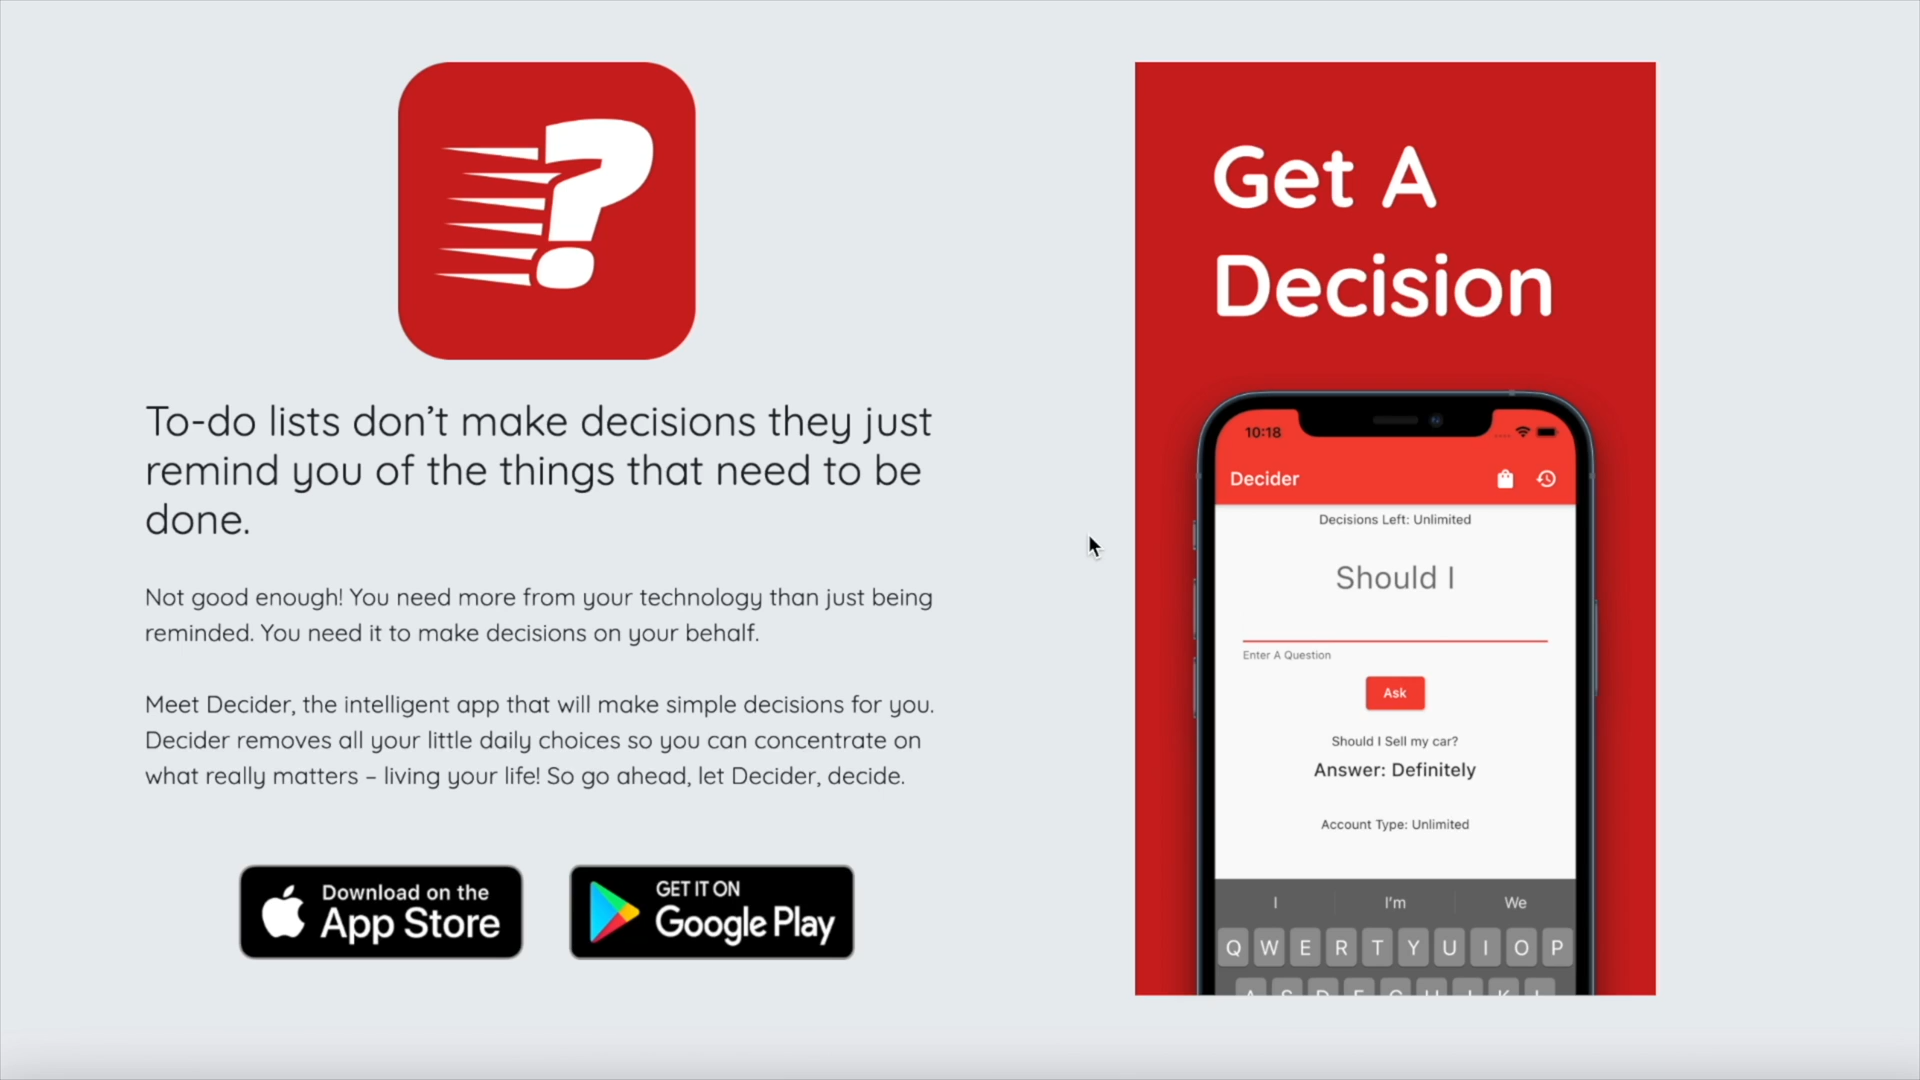 ?
To-do lists don't make decisions they just
remind you of the things that need to be
done.
Not good enough! You need more from your technology than just being
reminded. You need it to make decisions on your behalf.
Meet Decider, the intelligent app that will make simple decisions for you.
Decider removes all your little daily choices so you can concentrate on
what really matters – living your life! So go ahead, let Decider, decide.
Download on the
App Store
GET IT ON
Google Play
Get A
Decision
10:18
Decider
Decisions Left: Unlimited
Should I
Enter A Question
Ask
Should I Sell my car?
Answer: Definitely
Account Type: Unlimited
I I'm We
Q W E R T Y U I O P